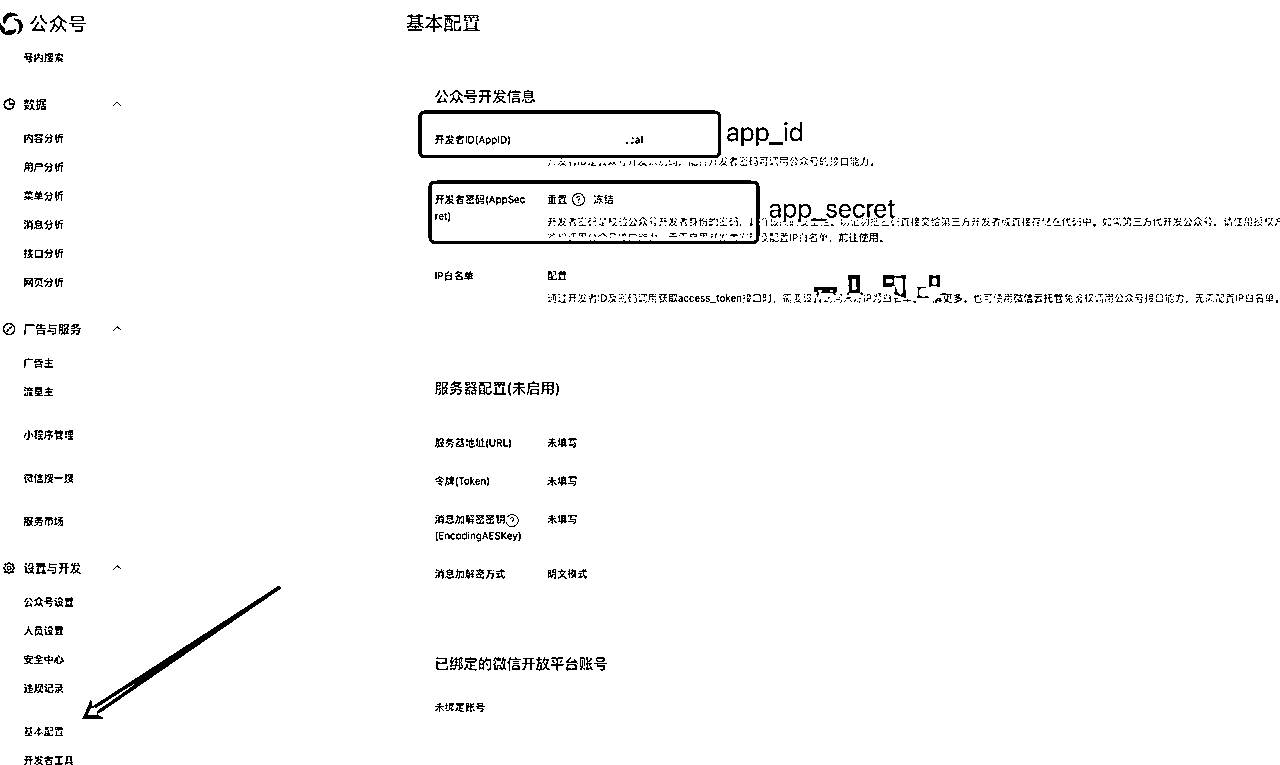 公众号
号内搜索
数据
内容分析
用户分析
菜单分析
消息分析
接口分析
网页分析
广告与服务
广告主
流量主
小程序管理
微信搜一搜
服务市场
设置与开发
公众号设置
人员设置
安全中心
违规记录
基本配置
开发者工具
基本配置
公众号开发信息
开发者ID(AppID)
app_id
开发者密码可调用公众号的接口能力。
开发者密码(AppSec
ret)
重置 冻结
app_secret
开发者密码是校验公众号开发者身份的密码,
直接交给第三方开发者或直接存储在代码中。如需第三方代开发公众号,请使用授权方
配置IP白名单,前往使用。
IP白名单
配置
通过开发者ID及密码调用获取access_token接口时,需要设置
更多。也可使用微信云托管免鉴权调用公众号接口能力,无需配置IP白名单。
服务器配置(未启用)
服务器地址(URL) 未填写
令牌(Token) 未填写
消息加解密密钥 未填写
(EncodingAESKey)
消息加解密方式 明文模式
已绑定的微信开放平台账号
未绑定账号